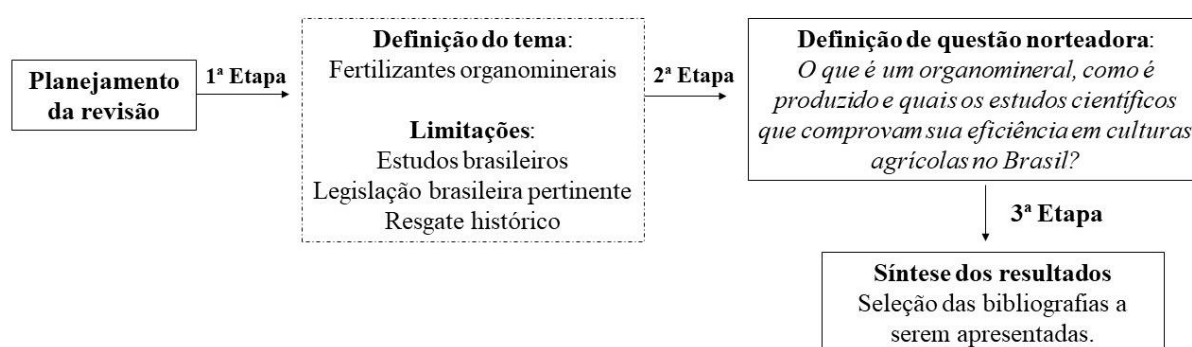 Planejamento
da revisão
1ª Etapa
Definição do tema:
Fertilizantes organominerais
Limitações:
Estudos brasileiros
Legislação brasileira pertinente
Resgate histórico
2ª Etapa
Definição de questão norteadora:
O que é um organomineral, como é
produzido e quais os estudos científicos
que comprovam sua eficiência em culturas
agrícolas no Brasil?
3ª Etapa
Síntese dos resultados
Seleção das bibliografias a
serem apresentadas.